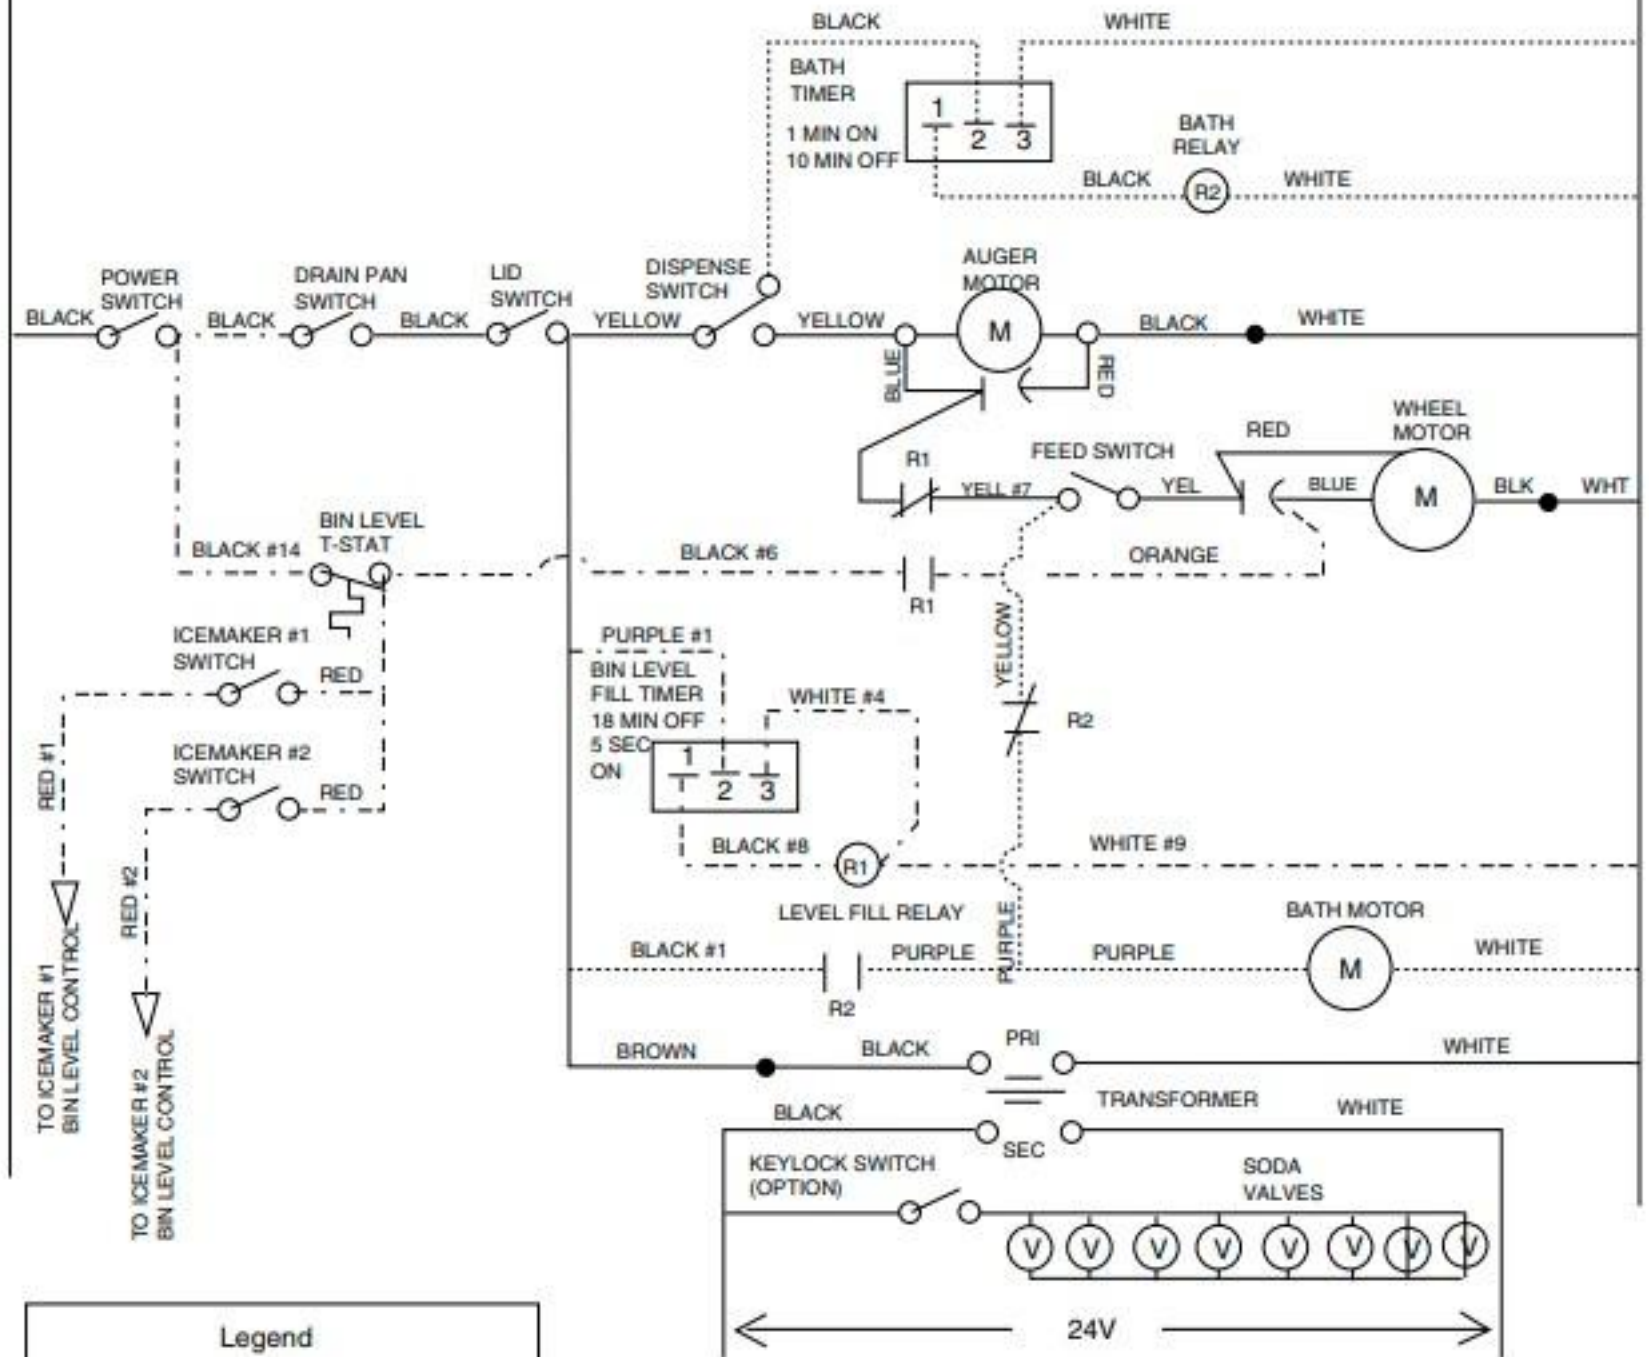 BLACK
WHITE
BATH
TIMER
1 MIN ON
10 MIN OFF
1
2
3
BATH
RELAY
BLACK
R2
WHITE
POWER
SWITCH
DRAIN PAN
SWITCH
LID
SWITCH
DISPENSE
SWITCH
AUGER
MOTOR
BLACK
BLACK
BLACK
YELLOW
YELLOW
M
BLACK
WHITE
BLUE
RED
WHEEL
MOTOR
RED
FEED SWITCH
R1
YELL #7
YEL
BLUE
M
BLK
WHT
BIN LEVEL
T-STAT
BLACK #14
BLACK #6
ORANGE
R1
YELLOW
ICEMAKER #1
SWITCH
RED
PURPLE #1
BIN LEVEL
FILL TIMER
18 MIN OFF
5 SEC
ON
WHITE #4
1
2
3
R2
ICEMAKER #2
SWITCH
RED
RED #1
RED #2
BLACK #8
R1
WHITE #9
LEVEL FILL RELAY
BATH MOTOR
BLACK #1
PURPLE
PURPLE
PURPLE
M
WHITE
R2
TO ICEMAKER #1
BIN LEVEL CONTROL
TO ICEMAKER #2
BIN LEVEL CONTROL
BROWN
BLACK
PRI
WHITE
TRANSFORMER
BLACK
SEC
WHITE
KEYLOCK SWITCH
(OPTION)
SODA
VALVES
V V V V V V V V
24V
Legend